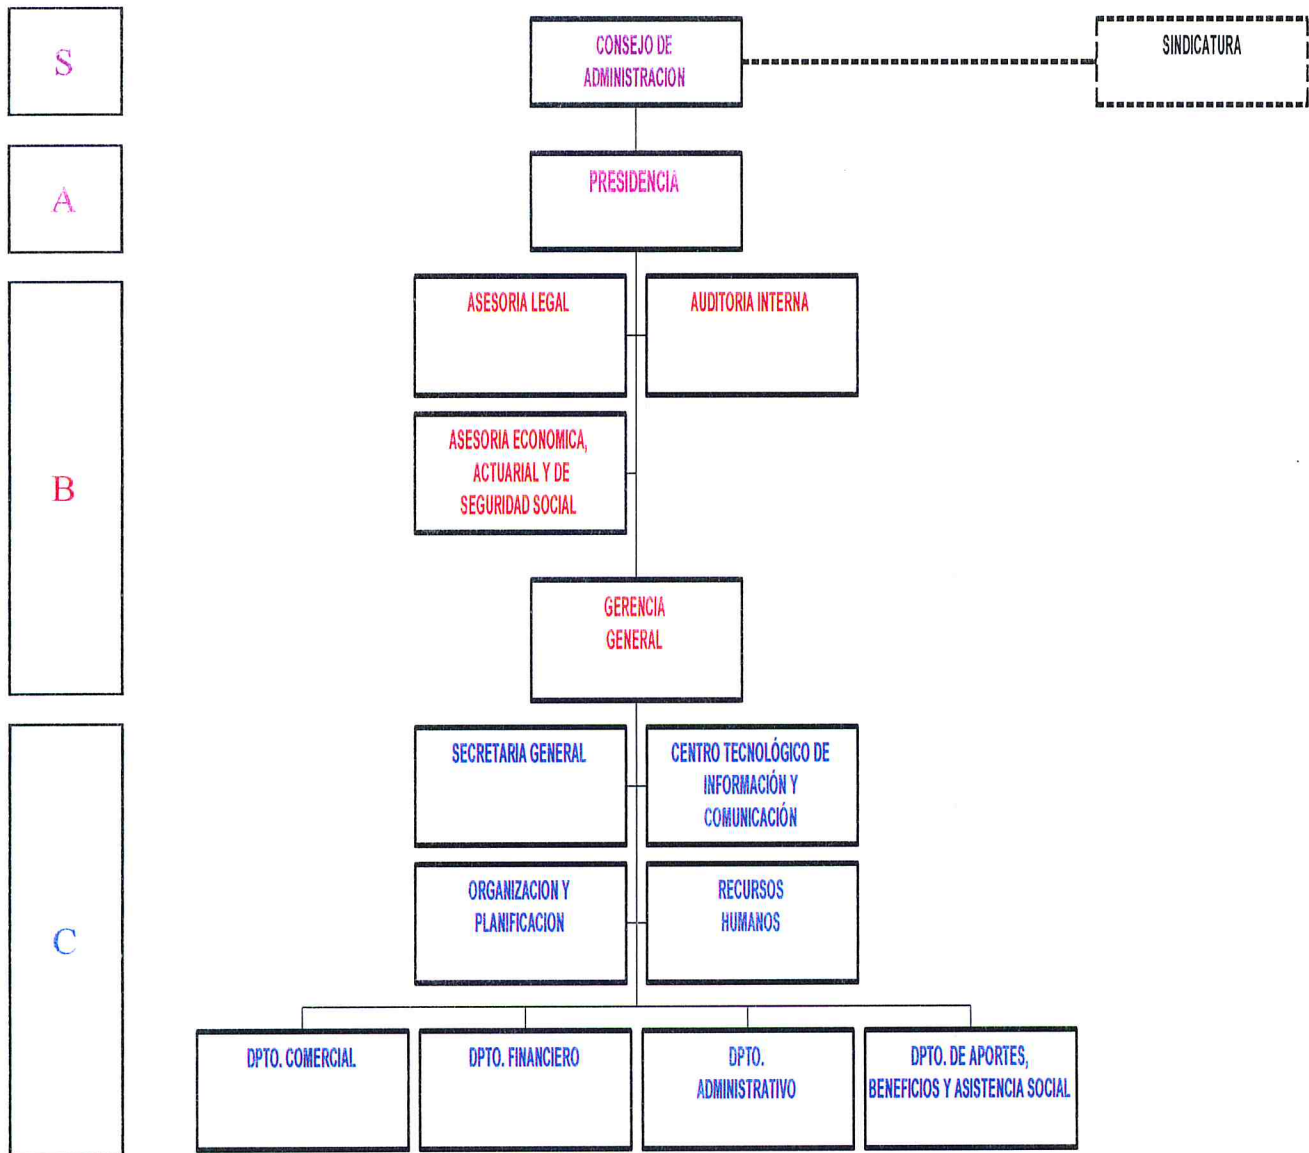 S
CONSEJO DE
ADMINISTRACION
SINDICATURA
A
PRESIDENCIA
B
ASESORIA LEGAL
AUDITORIA INTERNA
ASESORIA ECONOMICA,
ACTUARIAL Y DE
SEGURIDAD SOCIAL
GERENCIA
GENERAL
C
SECRETARIA GENERAL
CENTRO TECNOLÓGICO DE
INFORMACIÓN Y
COMUNICACIÓN
ORGANIZACION Y
PLANIFICACION
RECURSOS
HUMANOS
DPTO. COMERCIAL
DPTO. FINANCIERO
DPTO.
ADMINISTRATIVO
DPTO. DE APORTES,
BENEFICIOS Y ASISTENCIA SOCIAL